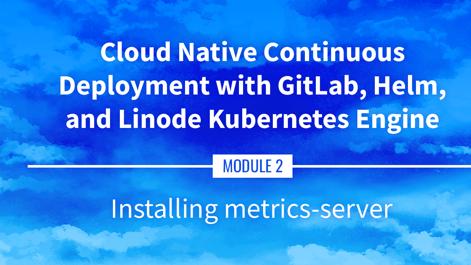 Cloud Native Continuous
Deployment with GitLab, Helm,
and Linode Kubernetes Engine
MODULE 2
Installing metrics-server